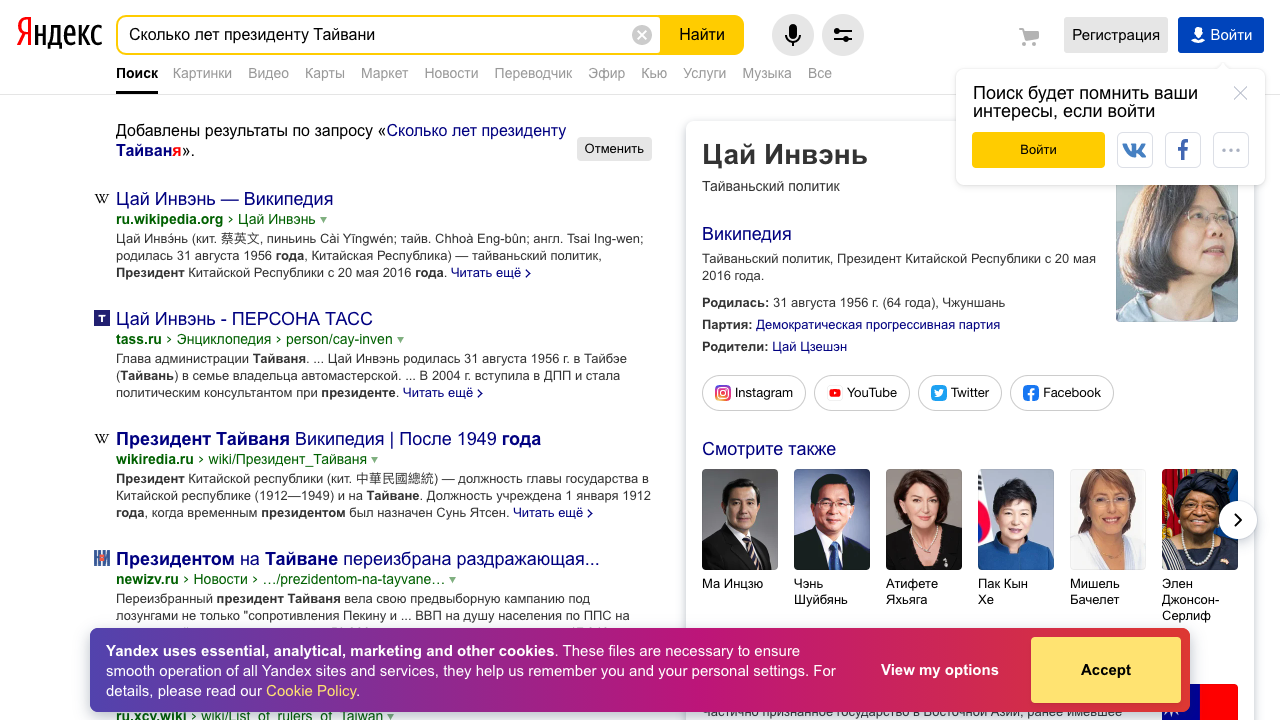 Яндекс
Сколько лет президенту Тайвани
Найти
Регистрация
Войти
Поиск Картинки Видео Карты Маркет Новости Переводчик Эфир Кью Услуги Музыка Все
Поиск будет помнить ваши
интересы, если войти
Войти
Добавлены результаты по запросу «Сколько лет президенту
Тайваня».
Отменить
Цай Инвэнь — Википедия
ru.wikipedia.org › Цай Инвэнь
Цай Инвэ́нь (кит. 蔡英文, пиньинь Cài Yīngwén; тайв. Chhoà Eng-bûn; англ. Tsai Ing-wen;
родилась 31 августа 1956 года, Китайская Республика) — тайваньский политик,
Президент Китайской Республики с 20 мая 2016 года. Читать ещё
Цай Инвэнь - ПЕРСОНА ТАСС
tass.ru › Энциклопедия › person/cay-inven
Глава администрации Тайваня. ... Цай Инвэнь родилась 31 августа 1956 г. в Тайбэе
(Тайвань) в семье владельца автомастерской. ... В 2004 г. вступила в ДПП и стала
политическим консультантом при президенте. Читать ещё
Президент Тайваня Википедия | После 1949 года
wikiredia.ru › wiki/Президент_Тайваня
Президент Китайской республики (кит. 中華民國總統) — должность главы государства в
Китайской республике (1912—1949) и на Тайване. Должность учреждена 1 января 1912
года, когда временным президентом был назначен Сунь Ятсен. Читать ещё
Президентом на Тайване переизбрана раздражающая...
newizv.ru › Новости › …/prezidentom-na-tayvane…
Переизбранный президент Тайваня вела свою предвыборную кампанию под
лозунгами не только "сопротивления Пекину и ... ВВП на душу населения по ППС на
ru.xcv.wiki › wiki/List_of_rulers_of_Taiwan
Цай Инвэнь
Тайваньский политик
Википедия
Тайваньский политик, Президент Китайской Республики с 20 мая
2016 года.
Родилась: 31 августа 1956 г. (64 года), Чжуншань
Партия: Демократическая прогрессивная партия
Родители: Цай Цзешэн
Instagram YouTube Twitter Facebook
Смотрите также
Ма Инцзю
Чэнь
Шуйбянь
Атифете
Яхьяга
Пак Кын
Хе
Мишель
Бачелет
Элен
Джонсон-
Серлиф
Частично признанное государство в Восточной Азии, ранее имевшее
Yandex uses essential, analytical, marketing and other cookies. These files are necessary to ensure
smooth operation of all Yandex sites and services, they help us remember you and your personal settings. For
details, please read our Cookie Policy.
View my options
Accept